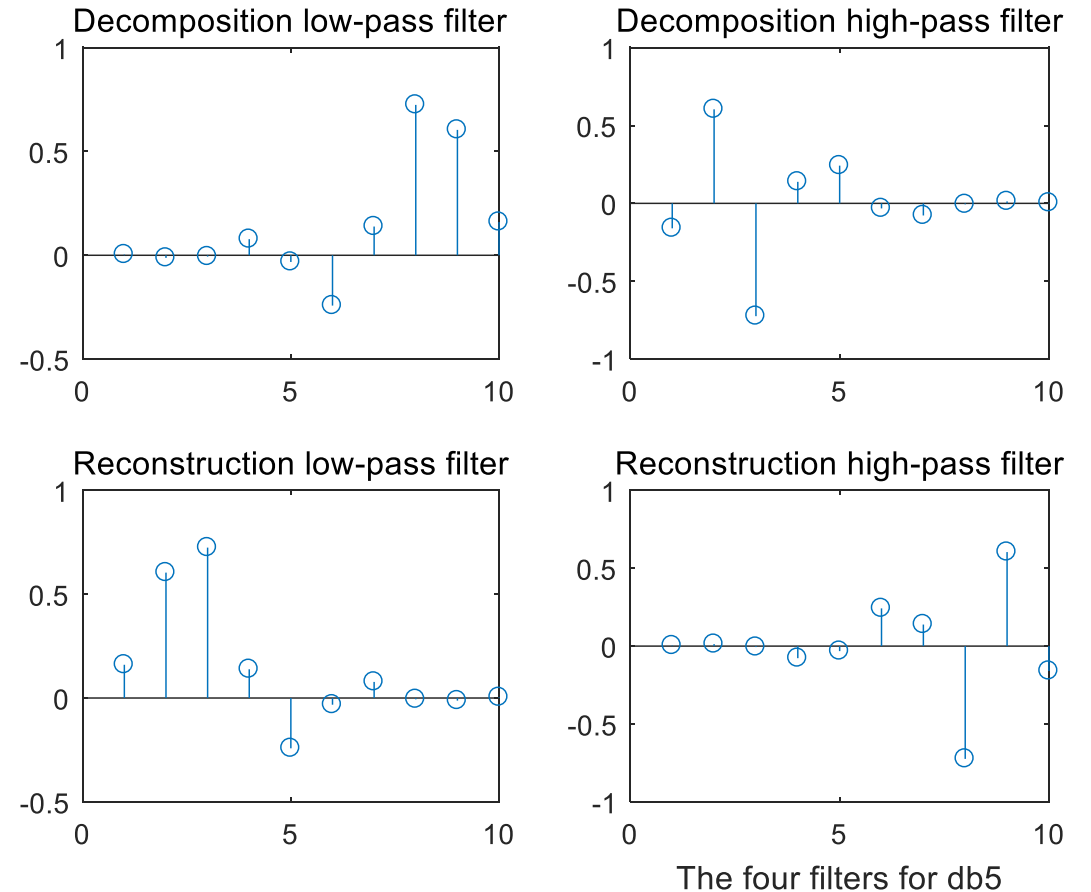 Decomposition low-pass filter
1
0.5
0
-0.5
0 5 10
Decomposition high-pass filter
1
0.5
0
-0.5
-1
0 5 10
Reconstruction low-pass filter
1
0.5
0
-0.5
0 5 10
Reconstruction high-pass filter
1
0.5
0
-0.5
-1
0 5 10
The four filters for db5